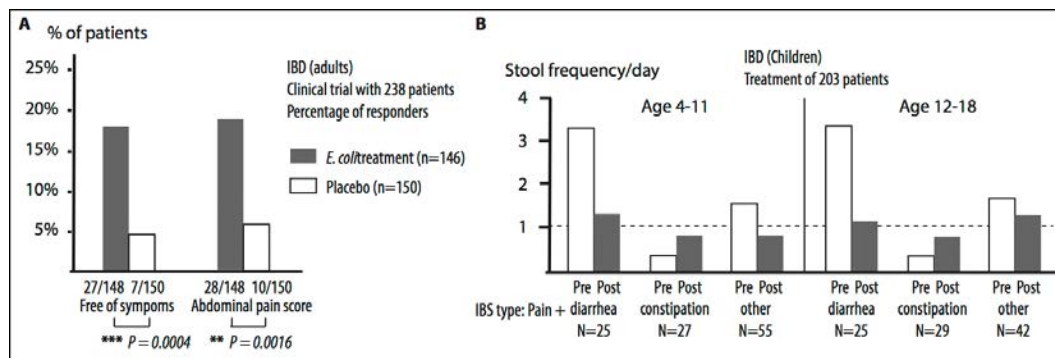 A
% of patients
25%
20%
15%
10%
5%
IBD (adults)
Clinical trial with 238 patients
Percentage of responders
E. colitreatment (n=146)
Placebo (n=150)
27/148 7/150 28/148 10/150
Free of sympoms Abdominal pain score
*** P = 0.0004 ** P = 0.0016
B
IBD (Children)
Treatment of 203 patients
Stool frequency/day
Age 4-11 Age 12-18
4
3
2
1
Pre Post Pre Post Pre Post Pre Post Pre Post Pre Post
IBS type: Pain + diarrhea constipation other diarrhea constipation other
N=25 N=27 N=55 N=25 N=29 N=42